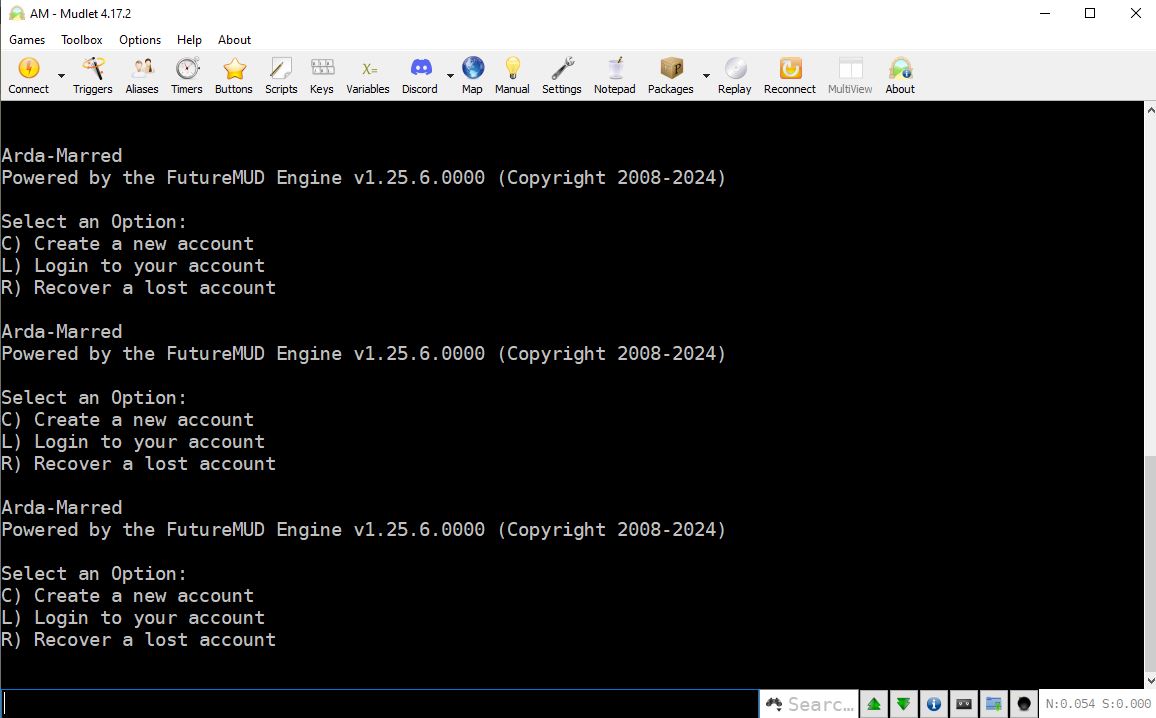 AM - Mudlet 4.17.2
Games Toolbox Options Help About
Connect Triggers Aliases Timers Buttons Scripts Keys Variables Discord Map Manual Settings Notepad Packages Replay Reconnect MultiView About
Arda-Marred
Powered by the FutureMUD Engine v1.25.6.0000 (Copyright 2008-2024)
Select an Option:
C) Create a new account
L) Login to your account
R) Recover a lost account
Arda-Marred
Powered by the FutureMUD Engine v1.25.6.0000 (Copyright 2008-2024)
Select an Option:
C) Create a new account
L) Login to your account
R) Recover a lost account
Arda-Marred
Powered by the FutureMUD Engine v1.25.6.0000 (Copyright 2008-2024)
Select an Option:
C) Create a new account
L) Login to your account
R) Recover a lost account
Searc... N:0.054 S:0.000